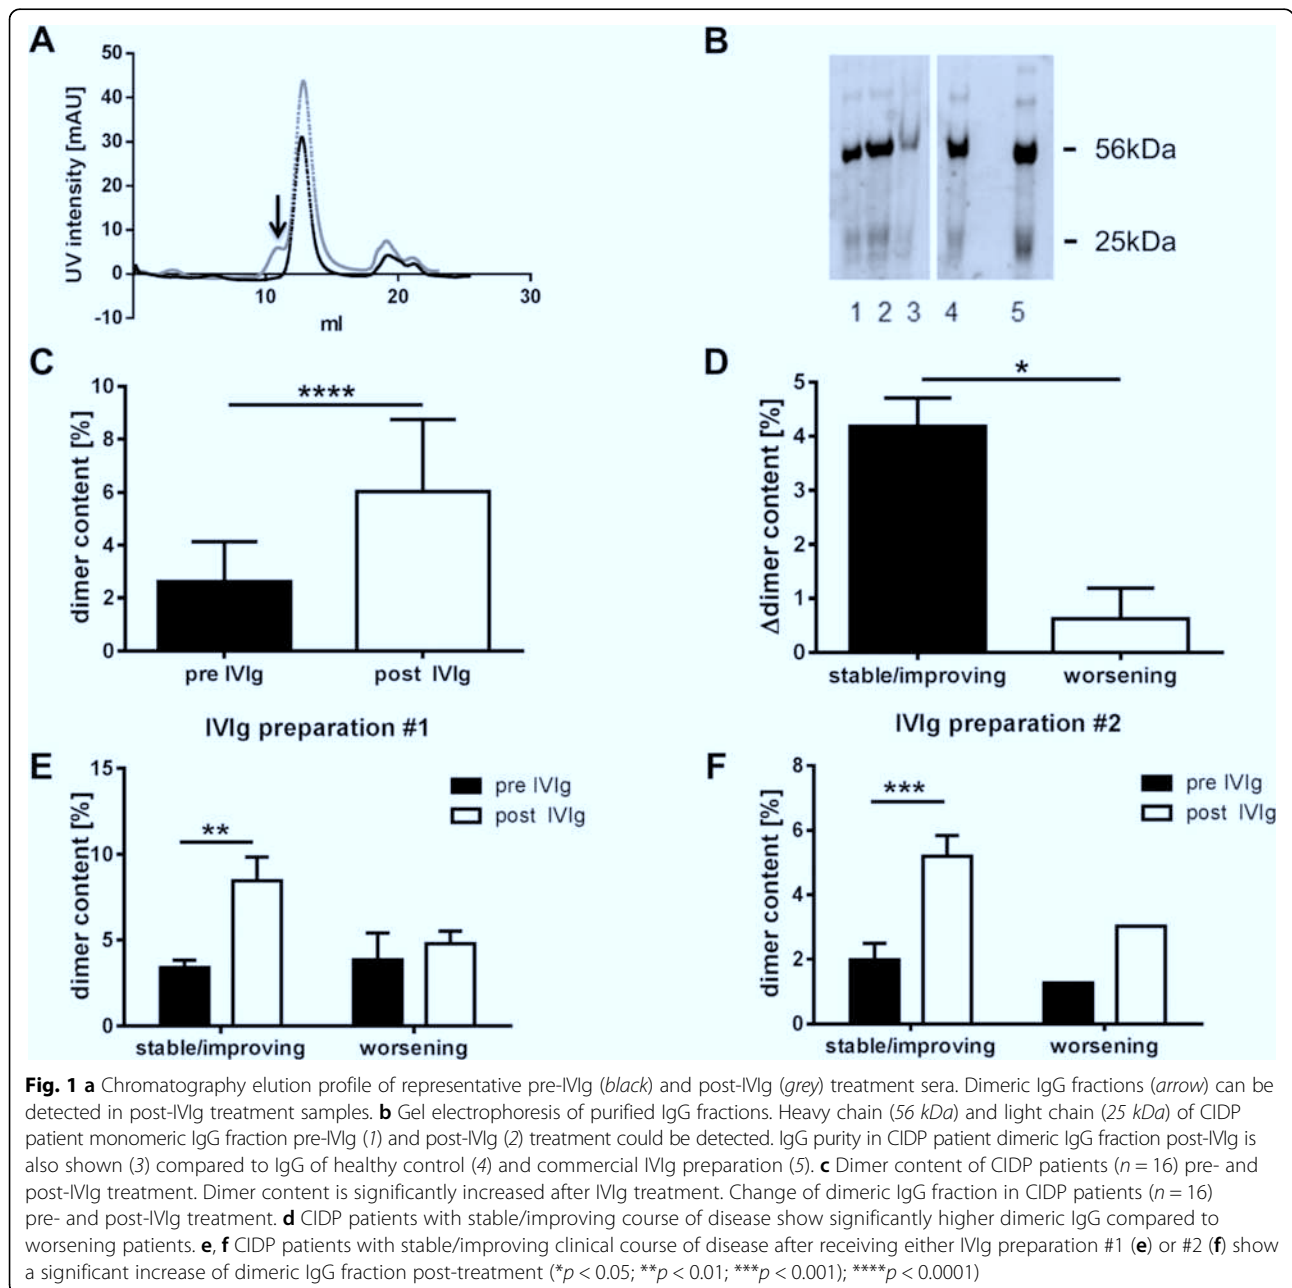 A
50
40
30
20
10
0
-10
UV intensity [mAU]
10 20 30
ml
B
56kDa
25kDa
1 2 3 4 5
C
10
8
6
4
2
0
dimer content [%]
****
pre IVIg post IVIg
D
5
4
3
2
1
0
Δdimer content [%]
*
stable/improving worsening
IVIg preparation #1
E
15
10
5
0
dimer content [%]
**
pre IVIg
post IVIg
stable/improving worsening
IVIg preparation #2
F
8
6
4
2
0
dimer content [%]
***
pre IVIg
post IVIg
stable/improving worsening
Fig. 1 a Chromatography elution profile of representative pre-IVIg (black) and post-IVIg (grey) treatment sera. Dimeric IgG fractions (arrow) can be
detected in post-IVIg treatment samples. b Gel electrophoresis of purified IgG fractions. Heavy chain (56 kDa) and light chain (25 kDa) of CIDP
patient monomeric IgG fraction pre-IVIg (1) and post-IVIg (2) treatment could be detected. IgG purity in CIDP patient dimeric IgG fraction post-IVIg is
also shown (3) compared to IgG of healthy control (4) and commercial IVIg preparation (5). c Dimer content of CIDP patients (n = 16) pre- and
post-IVIg treatment. Dimer content is significantly increased after IVIg treatment. Change of dimeric IgG fraction in CIDP patients (n = 16)
pre- and post-IVIg treatment. d CIDP patients with stable/improving course of disease show significantly higher dimeric IgG compared to
worsening patients. e, f CIDP patients with stable/improving clinical course of disease after receiving either IVIg preparation #1 (e) or #2 (f) show
a significant increase of dimeric IgG fraction post-treatment (*p < 0.05; **p < 0.01; ***p < 0.001); ****p < 0.0001)